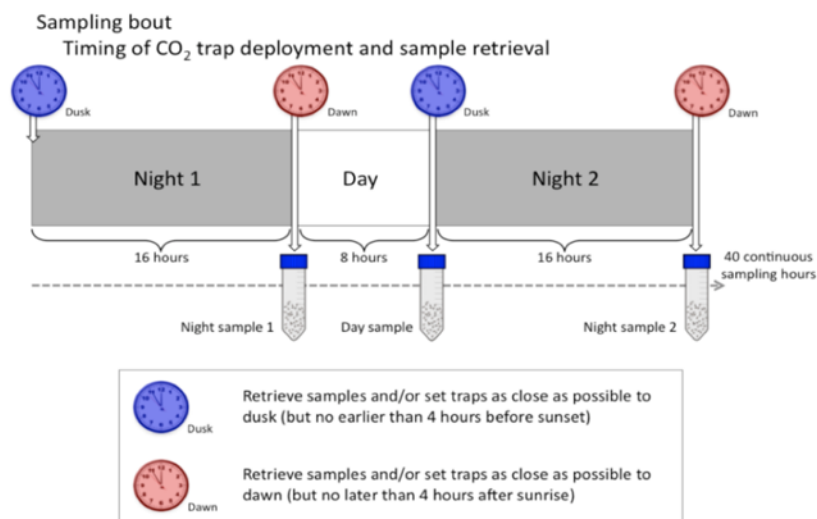 Sampling bout
Timing of CO₂ trap deployment and sample retrieval
Dusk
Dawn
Dusk
Dawn
Night 1
Day
Night 2
16 hours
8 hours
16 hours
40 continuous
sampling hours
Night sample 1
Day sample
Night sample 2
Retrieve samples and/or set traps as close as possible to
dusk (but no earlier than 4 hours before sunset)
Dusk
Retrieve samples and/or set traps as close as possible to
dawn (but no later than 4 hours after sunrise)
Dawn